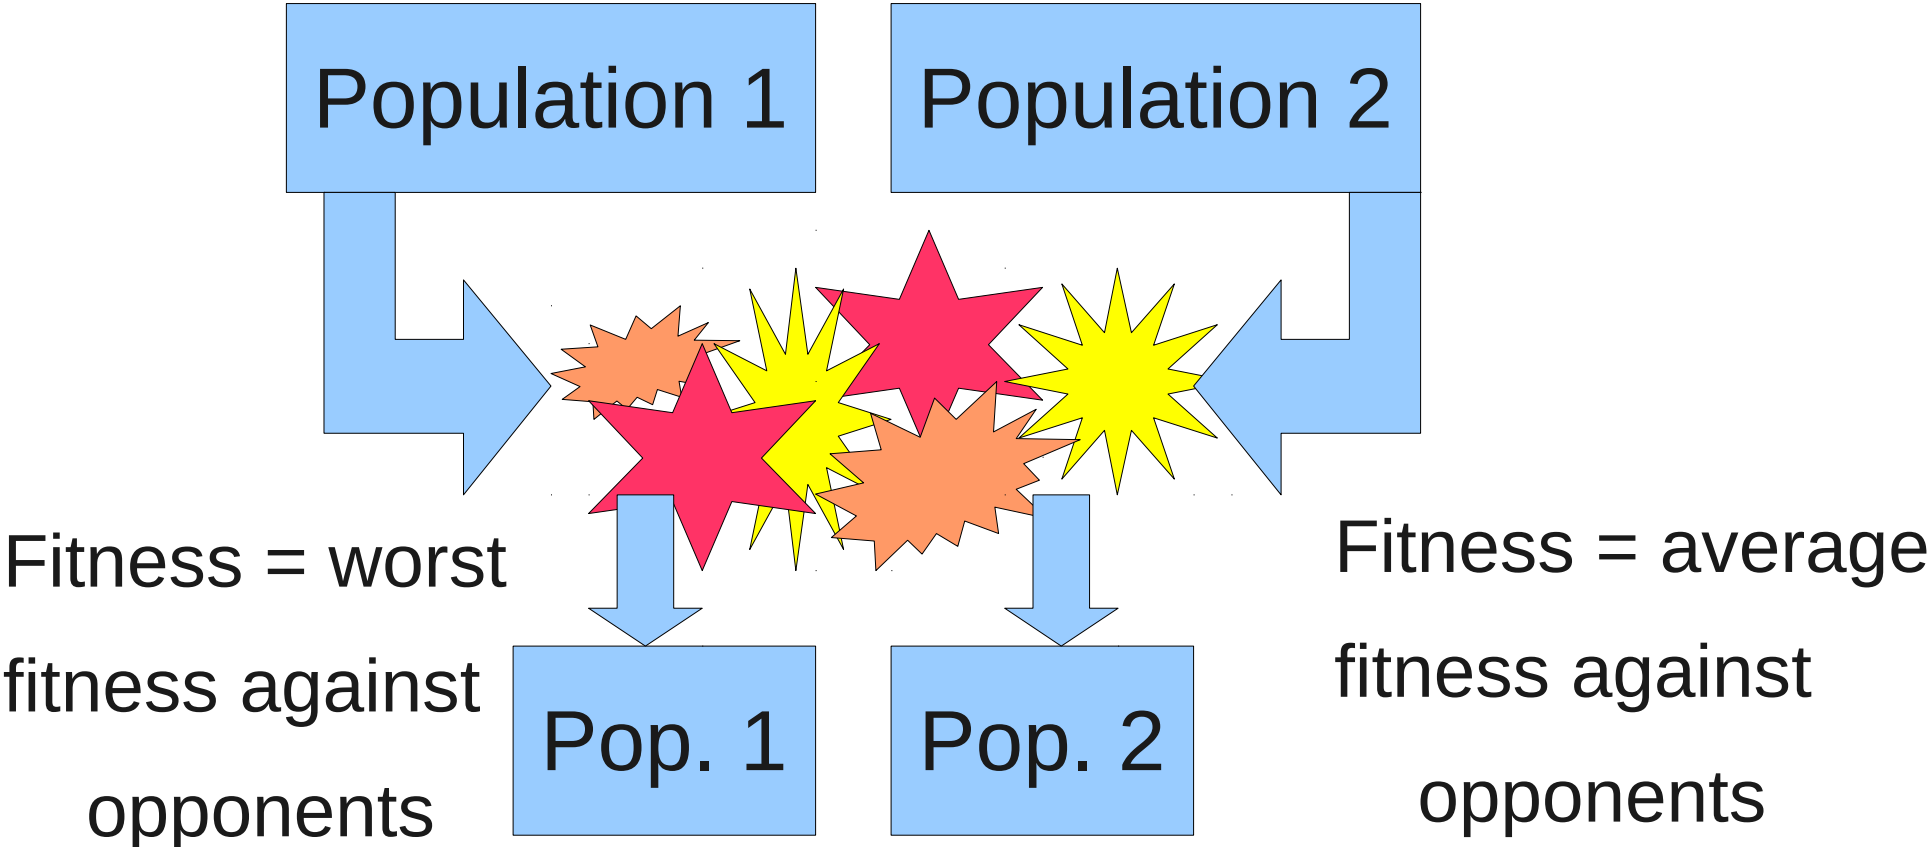 Population 1
Population 2
Fitness = worst
fitness against
opponents
Fitness = average
fitness against
opponents
Pop. 1
Pop. 2